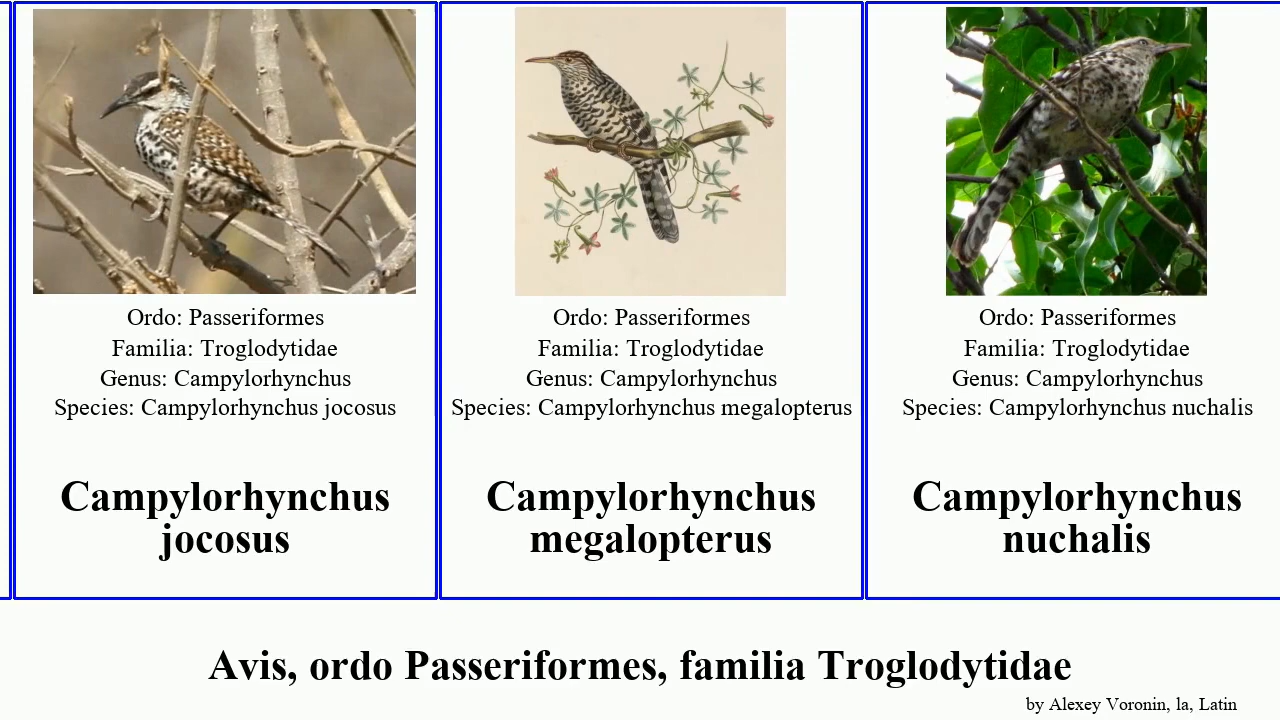 Ordo: Passeriformes
Familia: Troglodytidae
Genus: Campylorhynchus
Species: Campylorhynchus jocosus
Campylorhynchus
jocosus
Ordo: Passeriformes
Familia: Troglodytidae
Genus: Campylorhynchus
Species: Campylorhynchus megalopterus
Campylorhynchus
megalopterus
Ordo: Passeriformes
Familia: Troglodytidae
Genus: Campylorhynchus
Species: Campylorhynchus nuchalis
Campylorhynchus
nuchalis
Avis, ordo Passeriformes, familia Troglodytidae
by Alexey Voronin, la, Latin